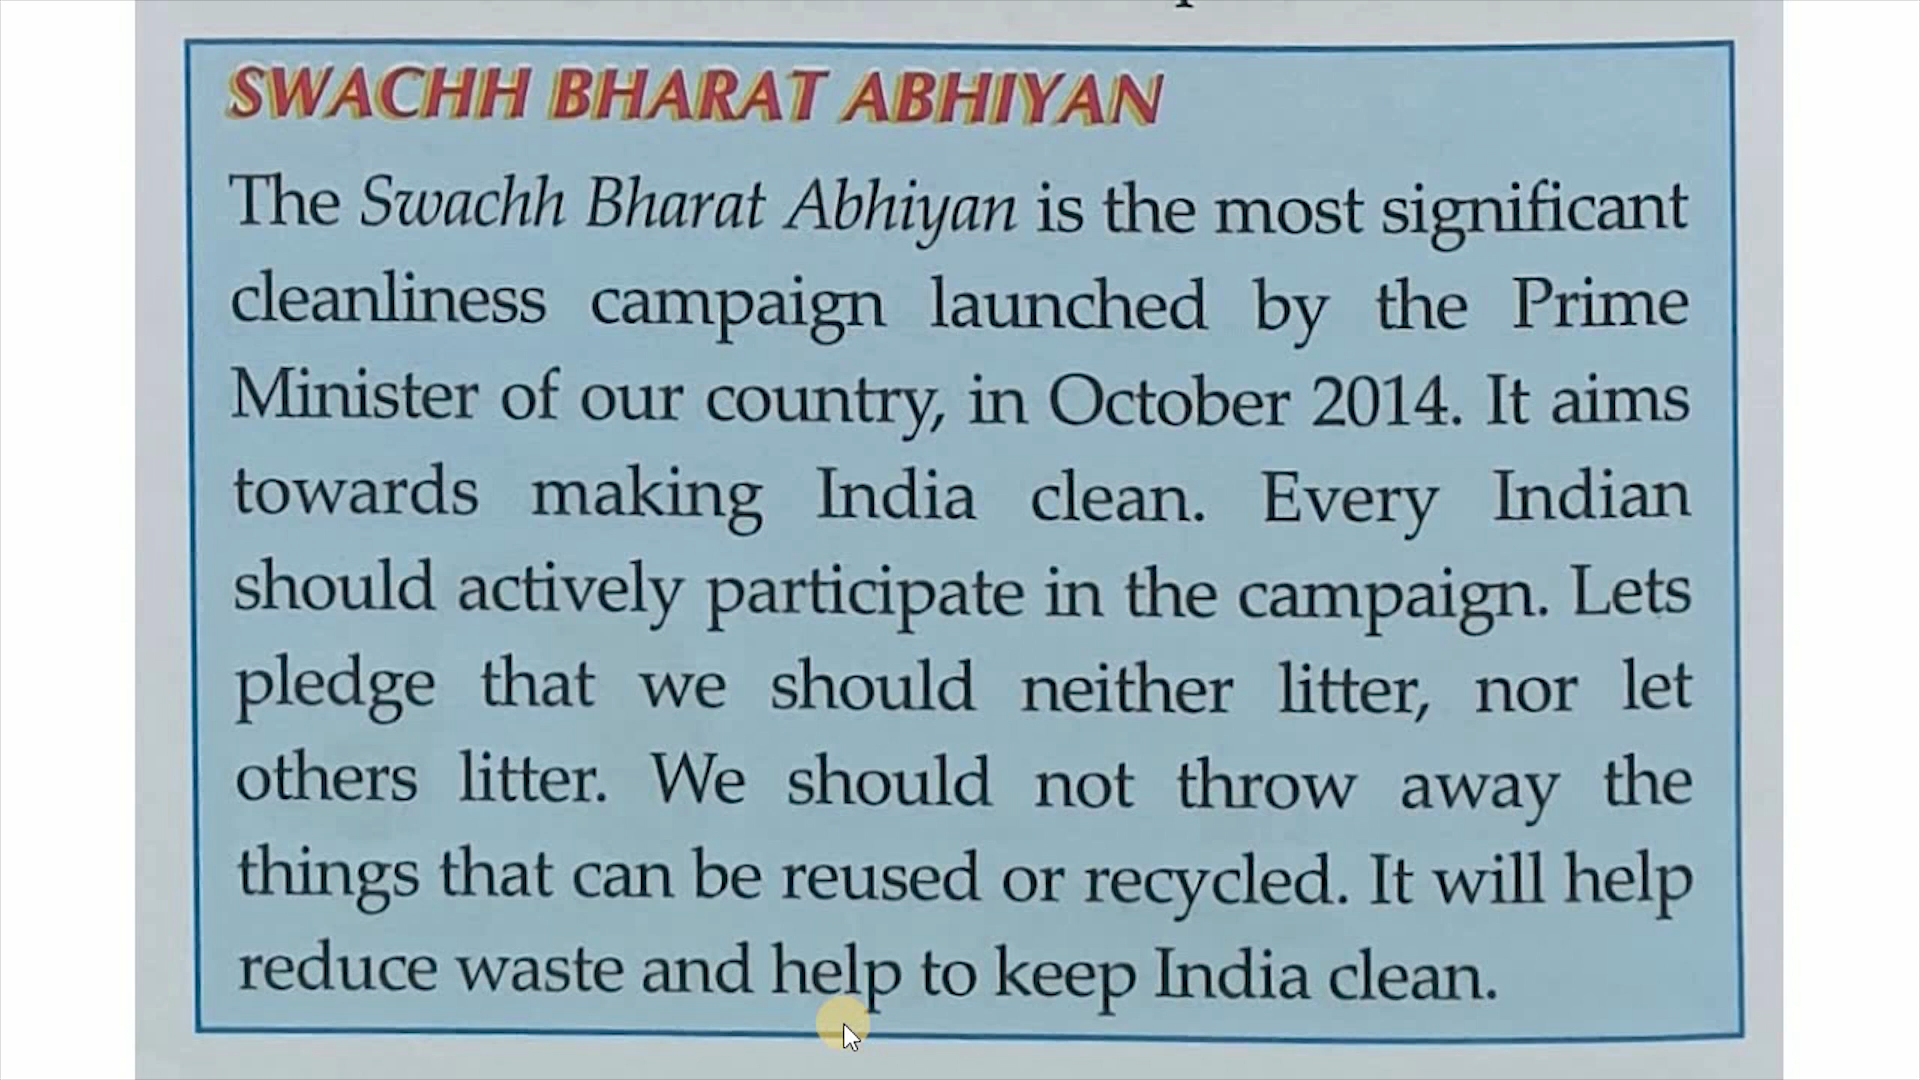 SWACHH BHARAT ABHIYAN
The Swachh Bharat Abhiyan is the most significant
cleanliness campaign launched by the Prime
Minister of our country, in October 2014. It aims
towards making India clean. Every Indian
should actively participate in the campaign. Lets
pledge that we should neither litter, nor let
others litter. We should not throw away the
things that can be reused or recycled. It will help
reduce waste and help to keep India clean.